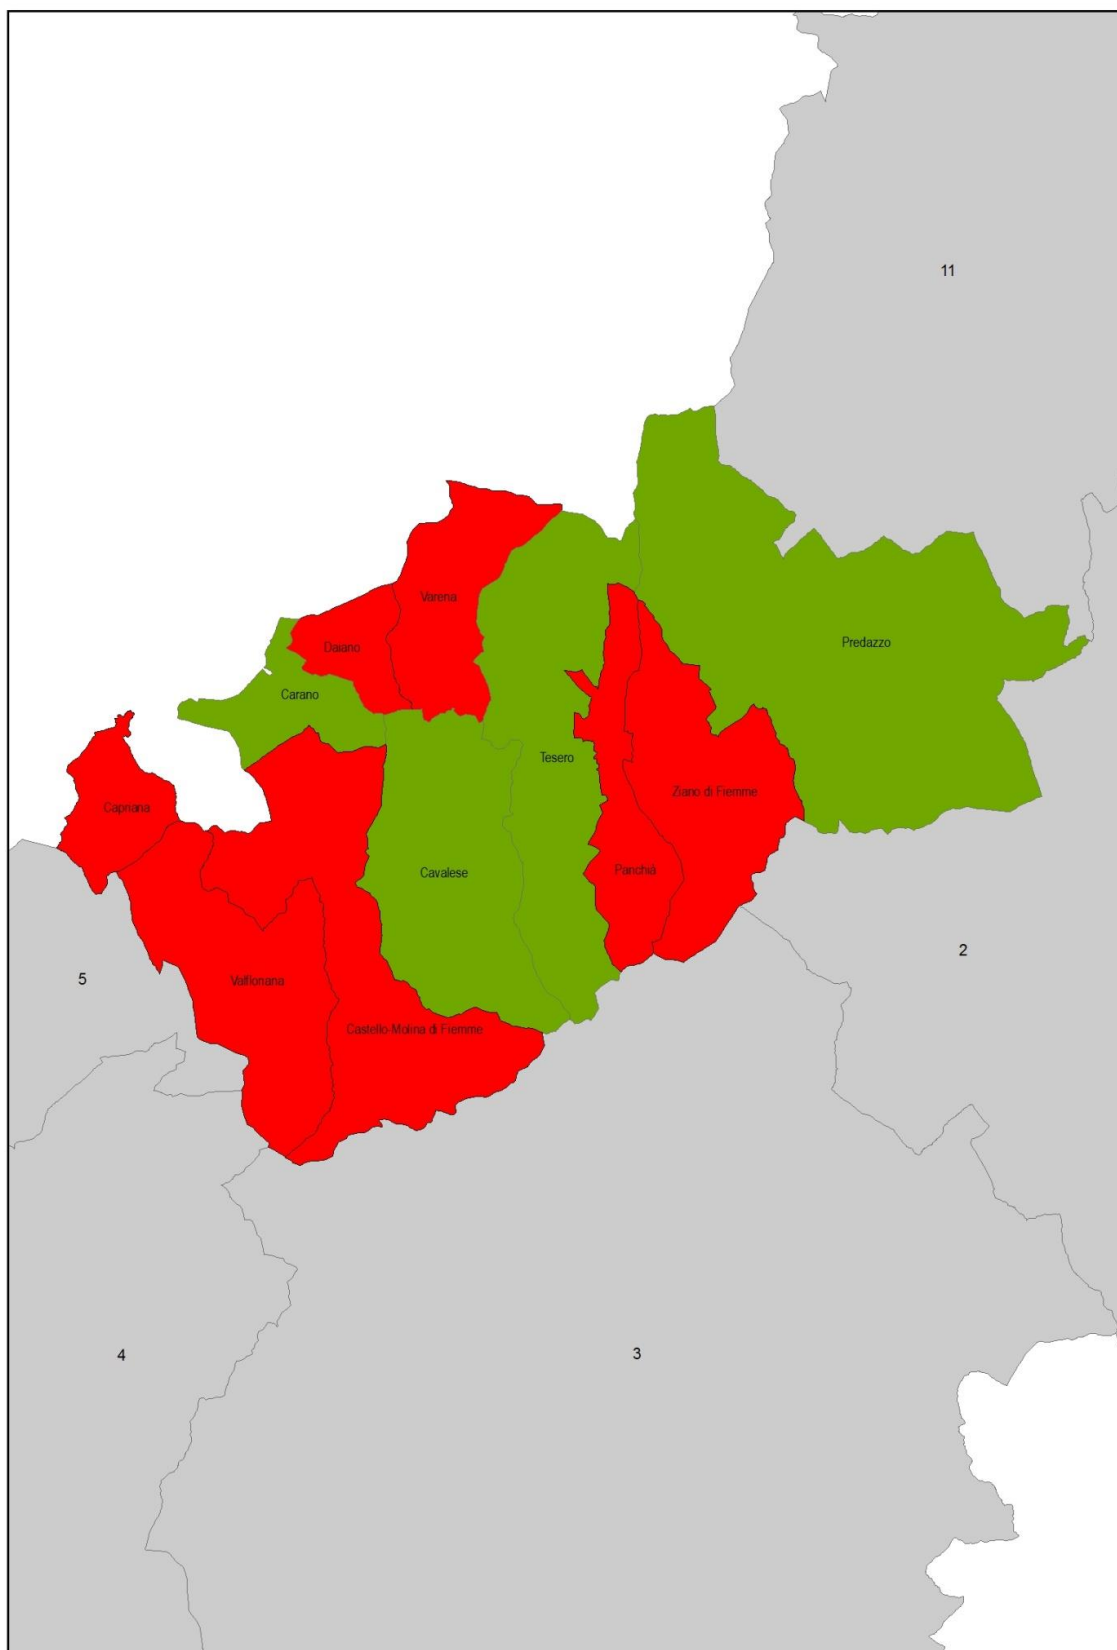 11
Varena
Daiano
Predazzo
Carano
Tesero
Ziano di Fiemme
Capriana
Panchià
Cavalese
2
5
Valfloriana
Castello-Molina di Fiemme
4
3